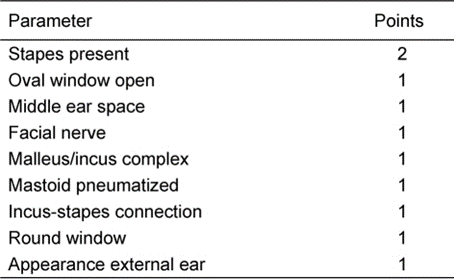 Parameter Points
Stapes present 2
Oval window open 1
Middle ear space 1
Facial nerve 1
Malleus/incus complex 1
Mastoid pneumatized 1
Incus-stapes connection 1
Round window 1
Appearance external ear 1